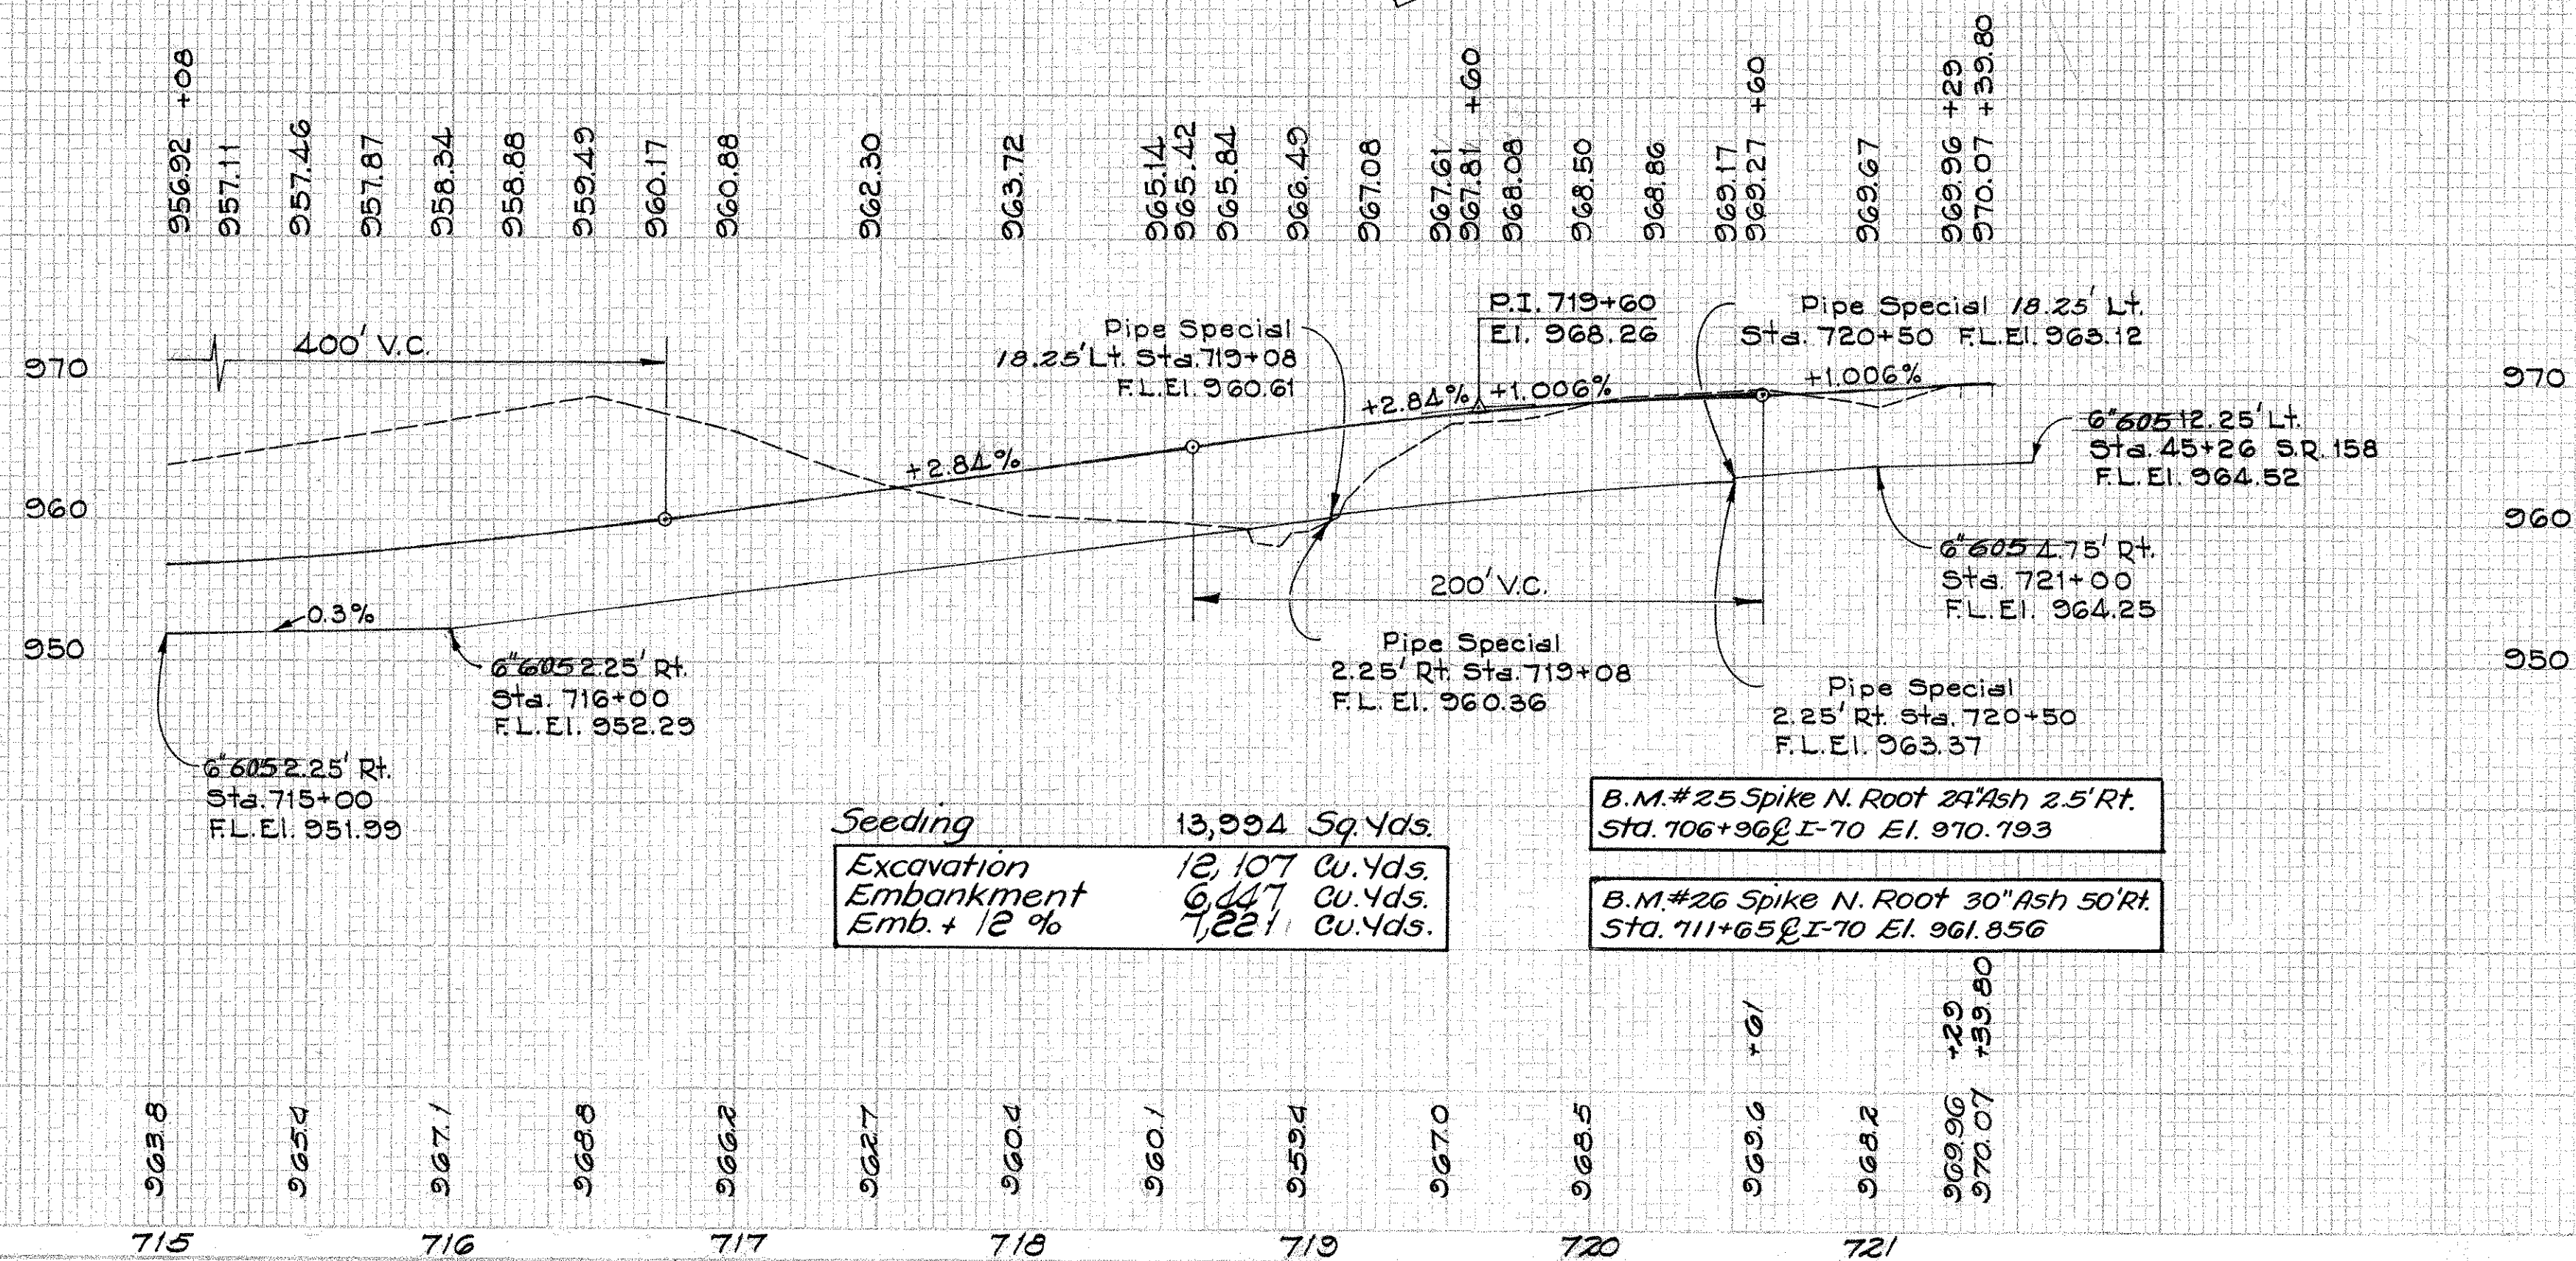 956.92 +08
957.11
957.46
957.87
958.34
958.88
959.49
960.17
960.88
962.30
963.72
965.14
965.42
965.84
966.49
967.08
967.61
967.81 +60
968.08
968.50
968.86
969.17
969.27 +60
969.67
969.96 +29
970.07 +39.80
400' V.C.
Pipe Special
18.25' Lt. Sta. 719+08
F.L. El. 960.61
P.I. 719+60
El. 968.26
Pipe Special 18.25' Lt.
Sta. 720+50 F.L. El. 963.12
970
970
+2.84%
+2.84%
+1.006%
+1.006%
6" 605 12.25' Lt.
Sta. 45+26 S.R. 158
F.L. El. 964.52
960
960
6" 605 4.75' Rt.
Sta. 721+00
F.L. El. 964.25
200' V.C.
0.3%
950
950
6" 605 2.25' Rt.
Sta. 716+00
F.L. El. 952.29
Pipe Special
2.25' Rt. Sta. 719+08
F.L. El. 960.36
Pipe Special
2.25' Rt. Sta. 720+50
F.L. El. 963.37
6" 605 2.25' Rt.
Sta. 715+00
F.L. El. 951.99
Seeding 13,994 Sq. Yds.
Excavation 12,107 Cu. Yds.
Embankment 6,447 Cu. Yds.
Emb. + 12 % 7,221 Cu. Yds.
B.M. #25 Spike N. Root 24" Ash 2.5' Rt.
Sta. 706+96 ℄ I-70 El. 970.793
B.M. #26 Spike N. Root 30" Ash 50' Rt.
Sta. 711+65 ℄ I-70 El. 961.856
963.8
965.4
967.1
968.8
966.2
962.7
960.4
960.1
959.4
967.0
968.5
969.6 +61
968.2
969.96 +29
970.07 +39.80
715
716
717
718
719
720
721